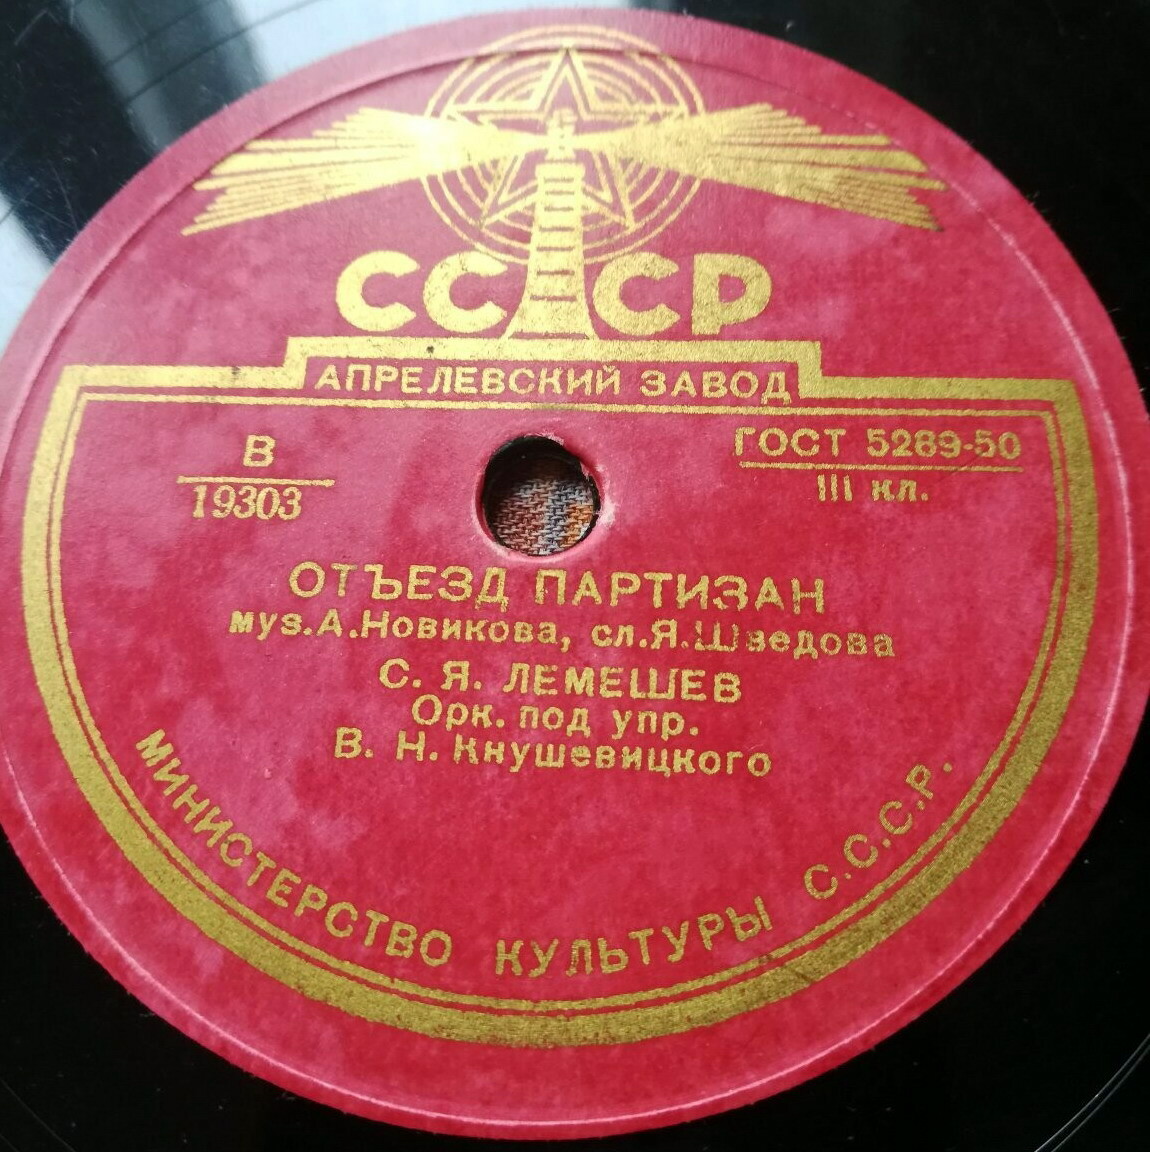 СССР
АПРЕЛЕВСКИЙ ЗАВОД
В
19303
ГОСТ 5289-50
III кл.
ОТЪЕЗД ПАРТИЗАН
муз.А.Новикова, сл.Я.Шведова
С. Я. ЛЕМЕШЕВ
Орк. под упр.
В. Н. Кнушевицкого
МИНИСТЕРСТВО КУЛЬТУРЫ С.С.С.Р.